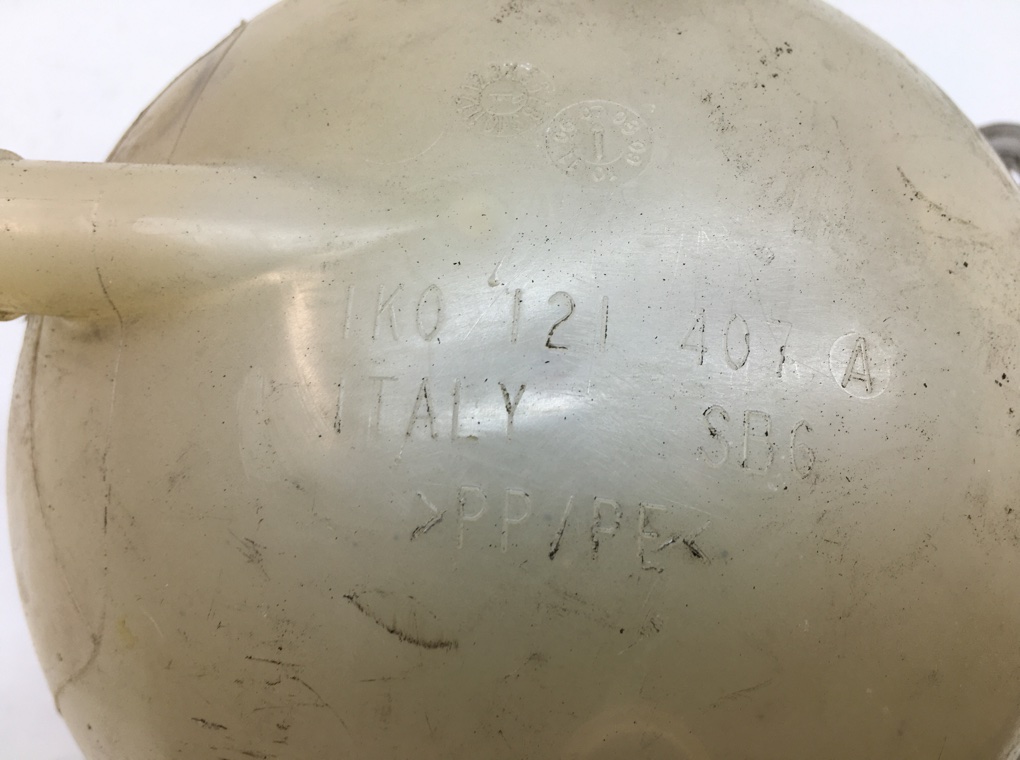 1K0 121 407 A
ITALY SBG
>PP/PE<